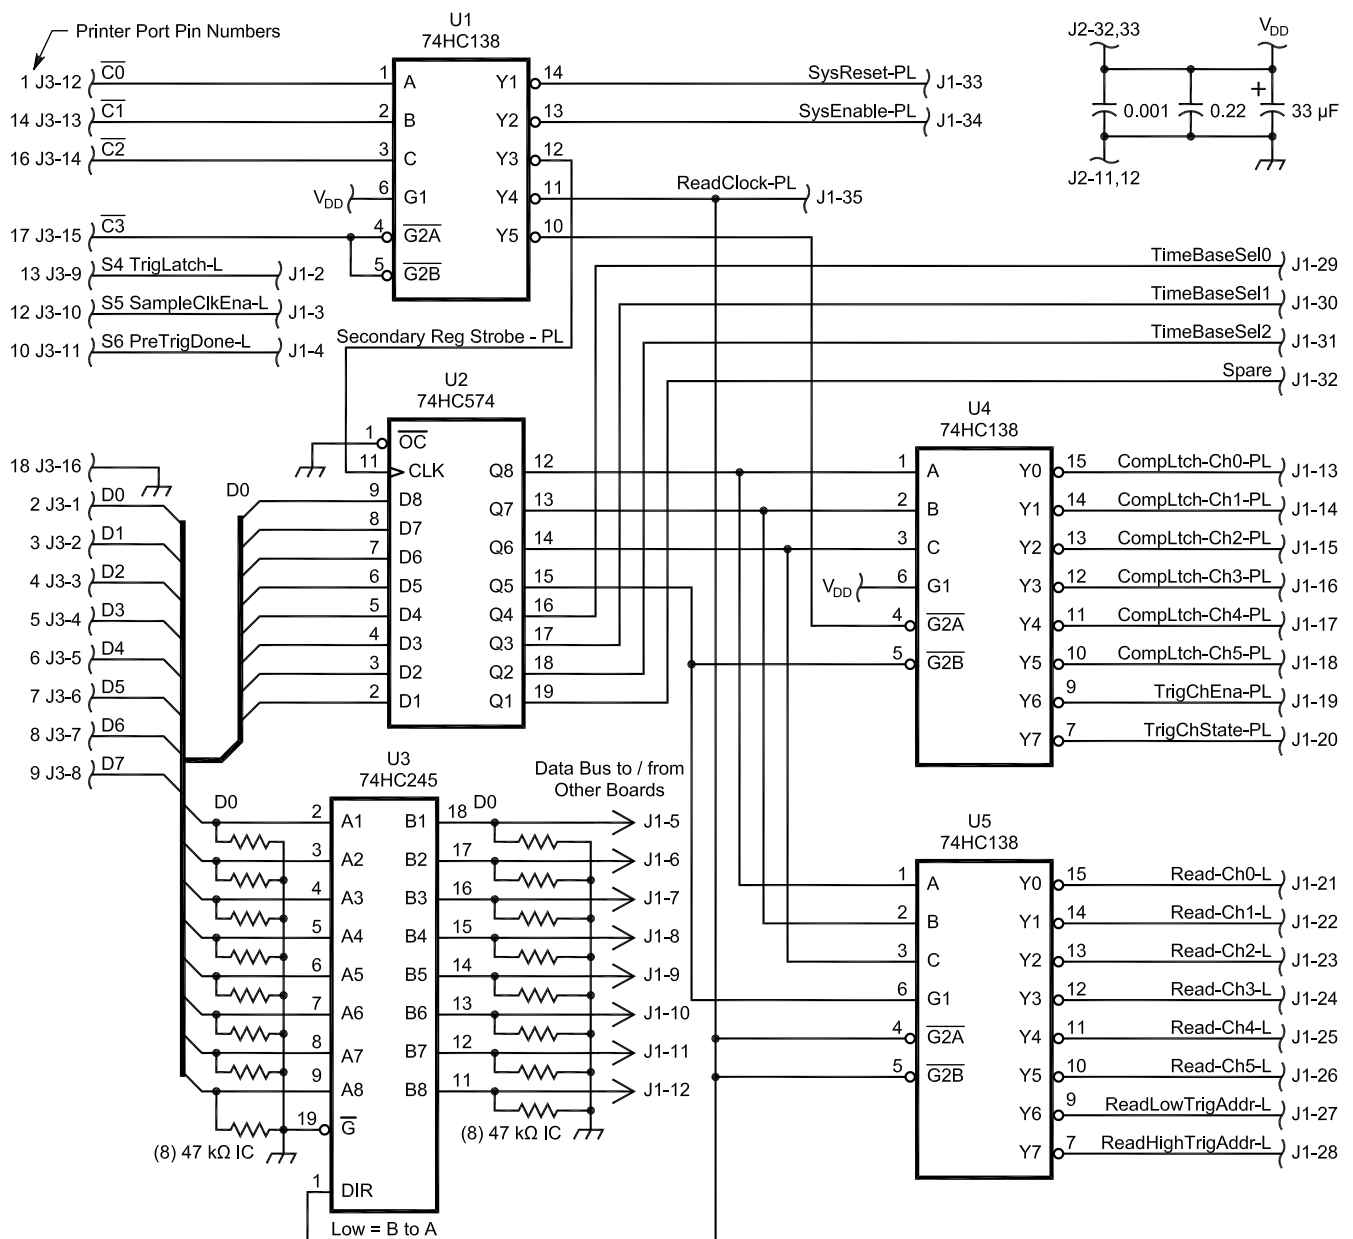 Printer Port Pin Numbers
1 J3-12 C0
14 J3-13 C1
16 J3-14 C2
17 J3-15 C3
13 J3-9 S4 TrigLatch-L J1-2
12 J3-10 S5 SampleClkEna-L J1-3
10 J3-11 S6 PreTrigDone-L J1-4
U1
74HC138
1 A Y1 14 SysReset-PL J1-33
2 B Y2 13 SysEnable-PL J1-34
3 C Y3 12
VDD 6 G1 Y4 11 ReadClock-PL J1-35
4 G2A Y5 10
5 G2B
J2-32,33 VDD
+
0.001 0.22 33 µF
J2-11,12
TimeBaseSel0 J1-29
TimeBaseSel1 J1-30
TimeBaseSel2 J1-31
Spare J1-32
Secondary Reg Strobe - PL
U2
74HC574
1 OC
11 CLK Q8 12
D0 9 D8 Q7 13
8 D7
7 D6 Q6 14
6 D5 Q5 15
5 D4 Q4 16
4 D3 Q3 17
3 D2 Q2 18
2 D1 Q1 19
18 J3-16
2 J3-1 D0
3 J3-2 D1
4 J3-3 D2
5 J3-4 D3
6 J3-5 D4
7 J3-6 D5
8 J3-7 D6
9 J3-8 D7
U4
74HC138
1 A Y0 15 CompLtch-Ch0-PL J1-13
2 B Y1 14 CompLtch-Ch1-PL J1-14
3 C Y2 13 CompLtch-Ch2-PL J1-15
VDD 6 G1 Y3 12 CompLtch-Ch3-PL J1-16
4 G2A Y4 11 CompLtch-Ch4-PL J1-17
5 G2B Y5 10 CompLtch-Ch5-PL J1-18
Y6 9 TrigChEna-PL J1-19
Y7 7 TrigChState-PL J1-20
U3
74HC245
Data Bus to / from
Other Boards
D0 2 A1 B1 18 D0 J1-5
3 A2 B2 17 J1-6
4 A3 B3 16 J1-7
5 A4 B4 15 J1-8
6 A5 B5 14 J1-9
7 A6 B6 13 J1-10
8 A7 B7 12 J1-11
9 A8 B8 11 J1-12
19 G
(8) 47 kΩ IC
(8) 47 kΩ IC
1 DIR
Low = B to A
U5
74HC138
1 A Y0 15 Read-Ch0-L J1-21
2 B Y1 14 Read-Ch1-L J1-22
3 C Y2 13 Read-Ch2-L J1-23
6 G1 Y3 12 Read-Ch3-L J1-24
4 G2A Y4 11 Read-Ch4-L J1-25
5 G2B Y5 10 Read-Ch5-L J1-26
Y6 9 ReadLowTrigAddr-L J1-27
Y7 7 ReadHighTrigAddr-L J1-28